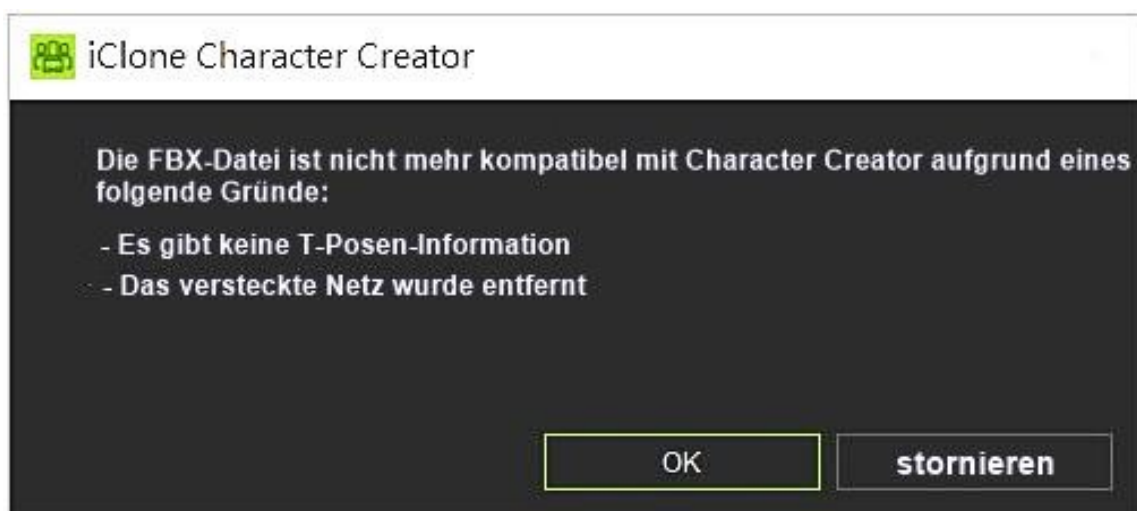 iClone Character Creator
Die FBX-Datei ist nicht mehr kompatibel mit Character Creator aufgrund eines
folgende Gründe:
- Es gibt keine T-Posen-Information
- Das versteckte Netz wurde entfernt
OK
stornieren